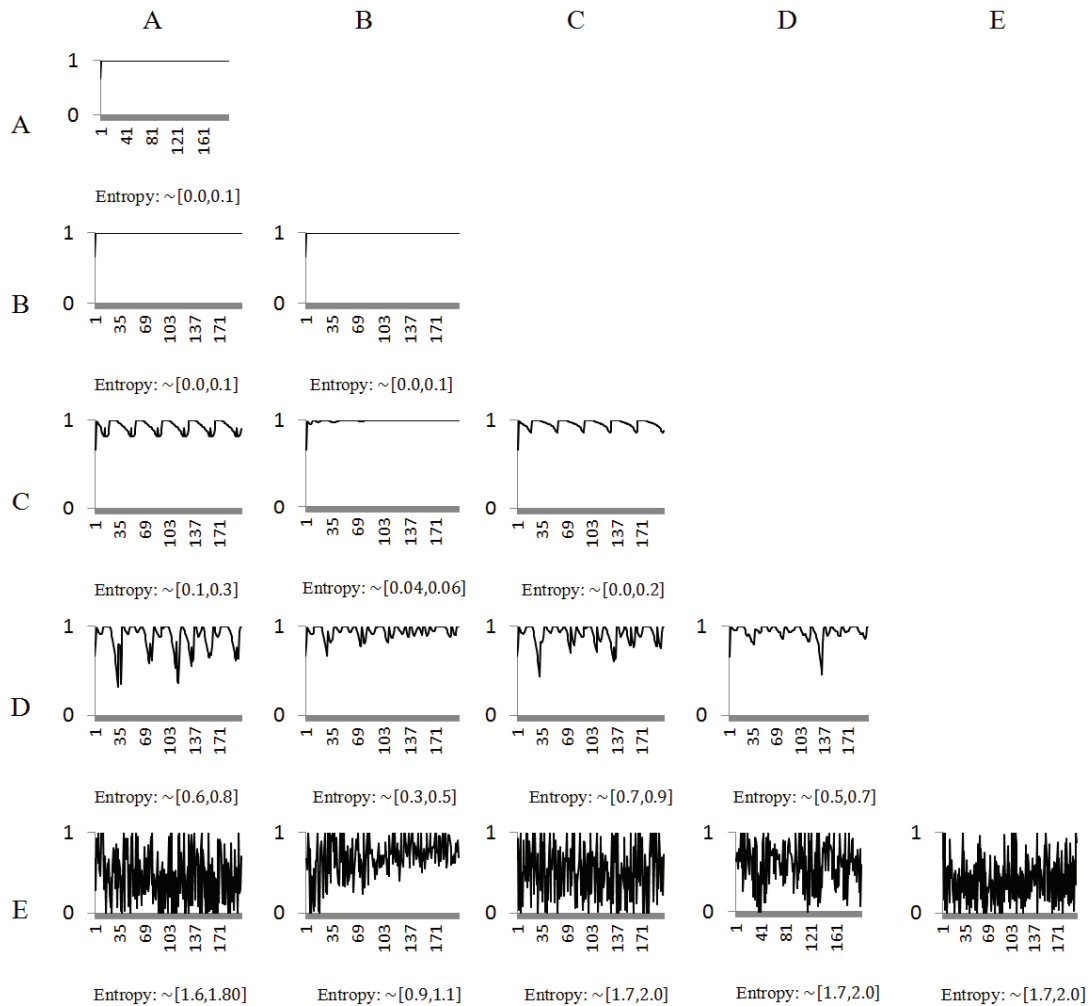 A B C D E
1
0
A
1 41 81 121 161
Entropy: ~[0.0,0.1]
1 1
0 0
B
1 35 69 103 137 171 1 35 69 103 137 171
Entropy: ~[0.0,0.1] Entropy: ~[0.0,0.1]
1 1 1
0 0 0
C
1 35 69 103 137 171 1 35 69 103 137 171 1 35 69 103 137 171
Entropy: ~[0.1,0.3] Entropy: ~[0.04,0.06] Entropy: ~[0.0,0.2]
1 1 1 1
0 0 0 0
D
1 35 69 103 137 171 1 35 69 103 137 171 1 35 69 103 137 171 1 35 69 103 137 171
Entropy: ~[0.6,0.8] Entropy: ~[0.3,0.5] Entropy: ~[0.7,0.9] Entropy: ~[0.5,0.7]
1 1 1 1 1
0 0 0 0 0
E
1 35 69 103 137 171 1 35 69 103 137 171 1 35 69 103 137 171 1 41 81 121 161 1 35 69 103 137 171
Entropy: ~[1.6,1.80] Entropy: ~[0.9,1.1] Entropy: ~[1.7,2.0] Entropy: ~[1.7,2.0] Entropy: ~[1.7,2.0]